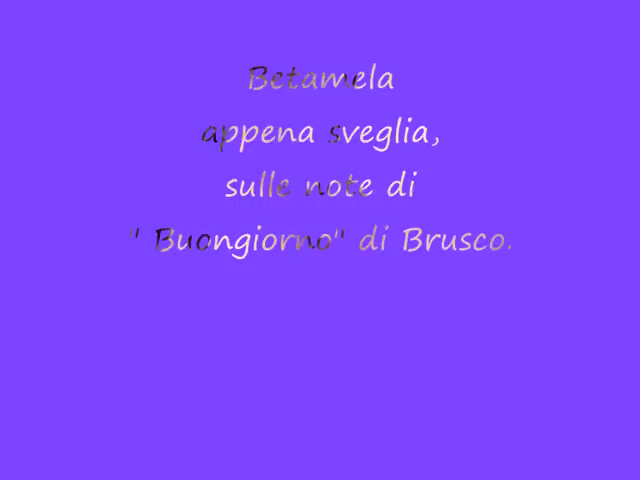 Betamela
appena sveglia,
sulle note di
" Buongiorno" di Brusco.